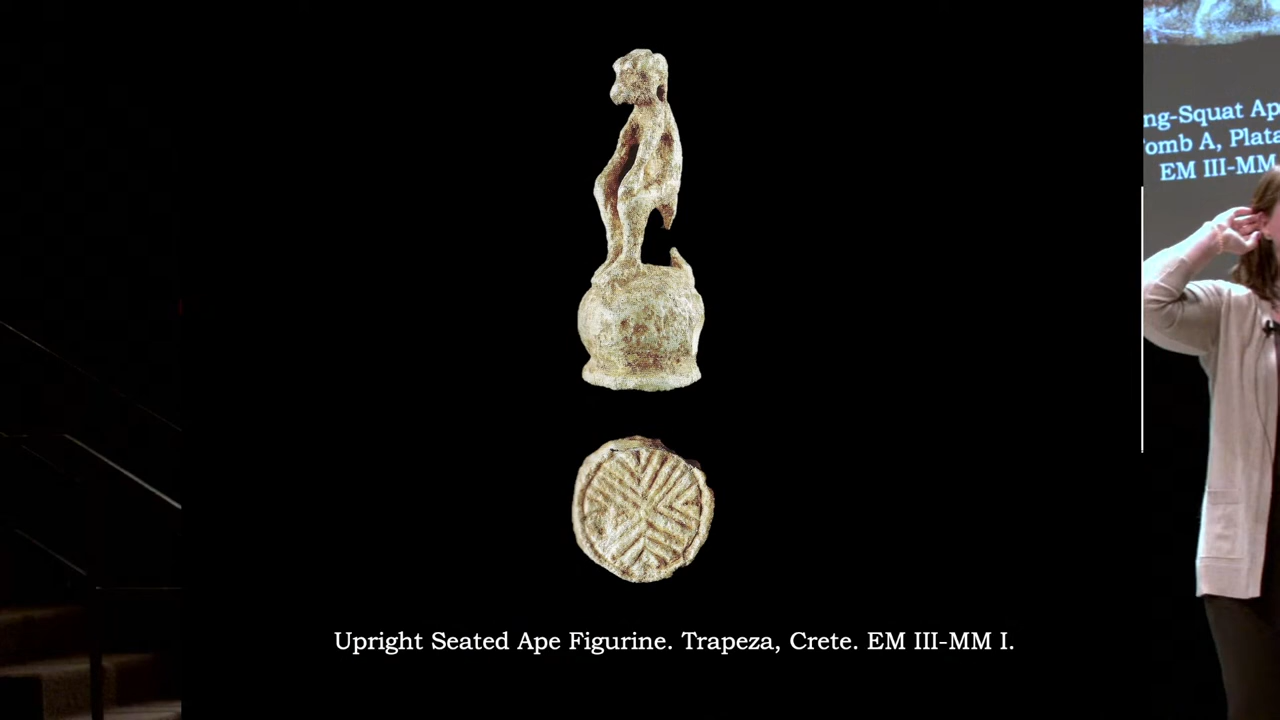 Upright Seated Ape Figurine. Trapeza, Crete. EM III-MM I.
A, 
EM III-MM